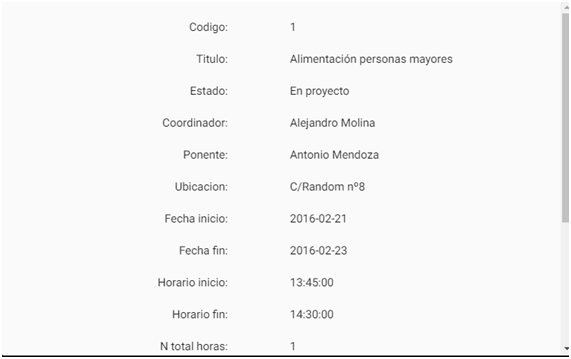 Codigo: 1
Titulo: Alimentación personas mayores
Estado: En proyecto
Coordinador: Alejandro Molina
Ponente: Antonio Mendoza
Ubicacion: C/Random nº8
Fecha inicio: 2016-02-21
Fecha fin: 2016-02-23
Horario inicio: 13:45:00
Horario fin: 14:30:00
N total horas: 1